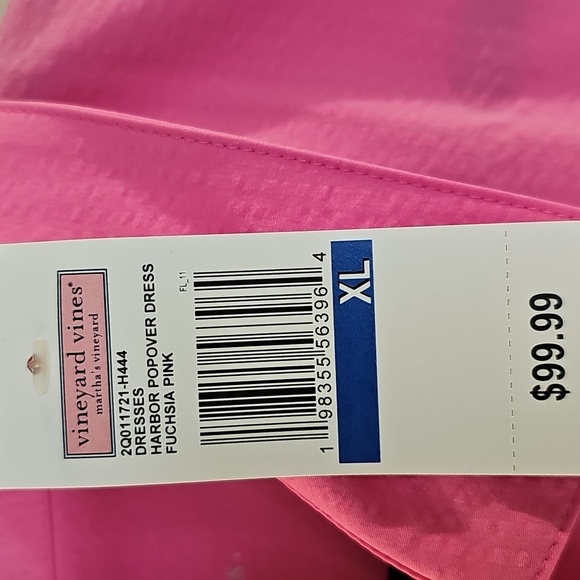 vineyard vines®
martha's vineyard
2Q011721-H444
DRESSES
HARBOR POPOVER DRESS
FUCHSIA PINK
FL_11
1 98355 56396 4
XL
$99.99